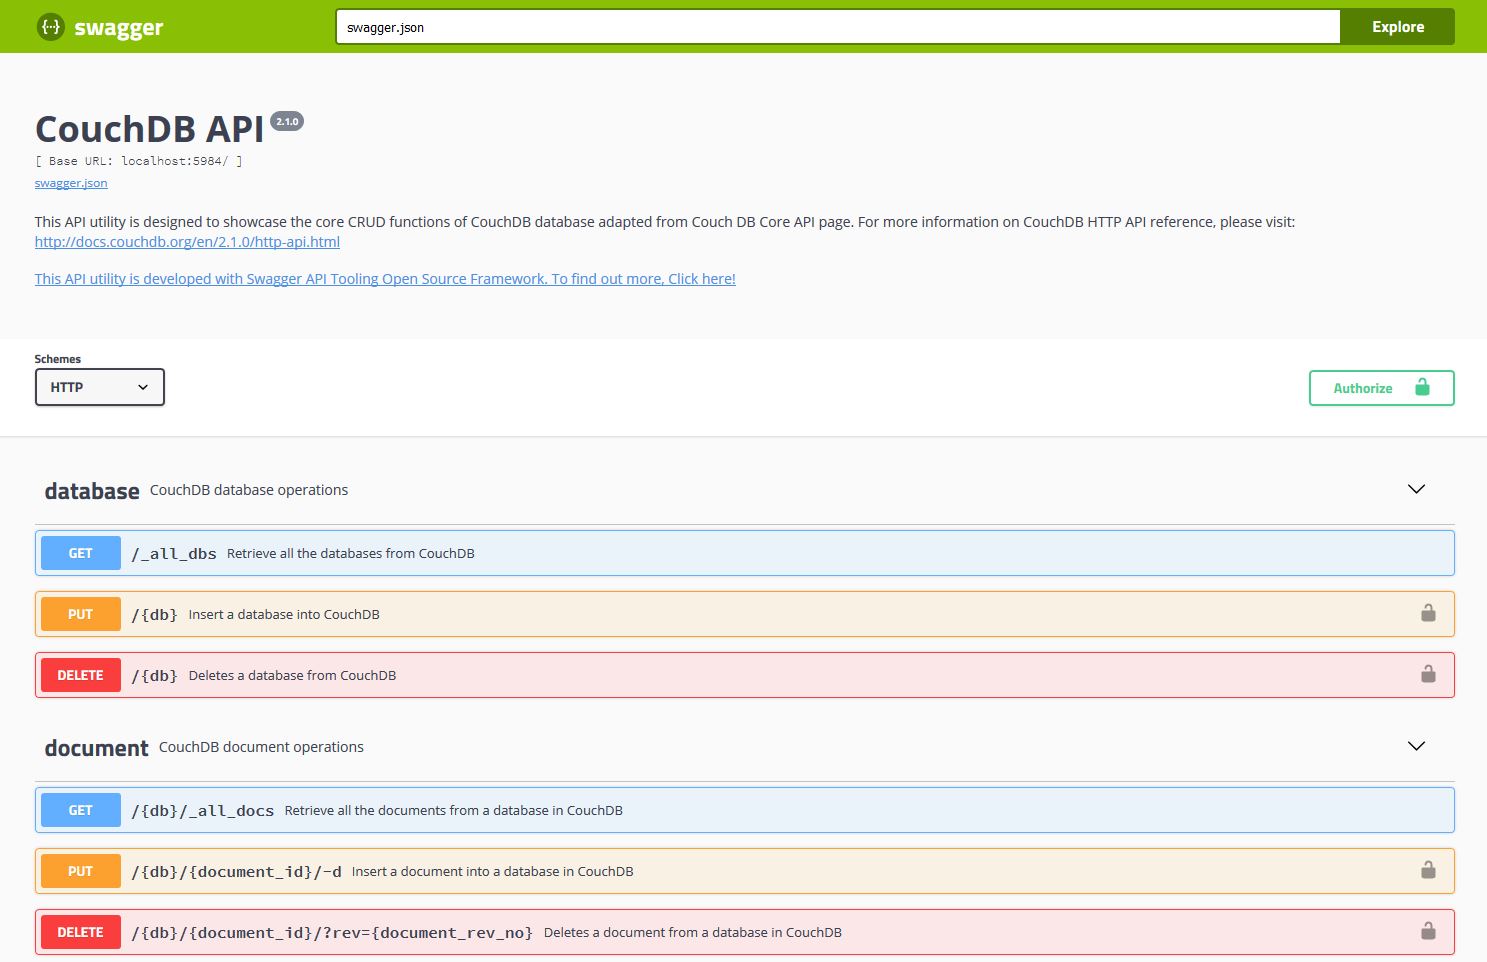 swagger
swagger.json
Explore
CouchDB API 2.1.0
[ Base URL: localhost:5984/ ]
swagger.json
This API utility is designed to showcase the core CRUD functions of CouchDB database adapted from Couch DB Core API page. For more information on CouchDB HTTP API reference, please visit:
http://docs.couchdb.org/en/2.1.0/http-api.html
This API utility is developed with Swagger API Tooling Open Source Framework. To find out more, Click here!
Schemes
HTTP
Authorize
database CouchDB database operations
GET /_all_dbs Retrieve all the databases from CouchDB
PUT /{db} Insert a database into CouchDB
DELETE /{db} Deletes a database from CouchDB
document CouchDB document operations
GET /{db}/_all_docs Retrieve all the documents from a database in CouchDB
PUT /{db}/{document_id}/-d Insert a document into a database in CouchDB
DELETE /{db}/{document_id}/?rev={document_rev_no} Deletes a document from a database in CouchDB